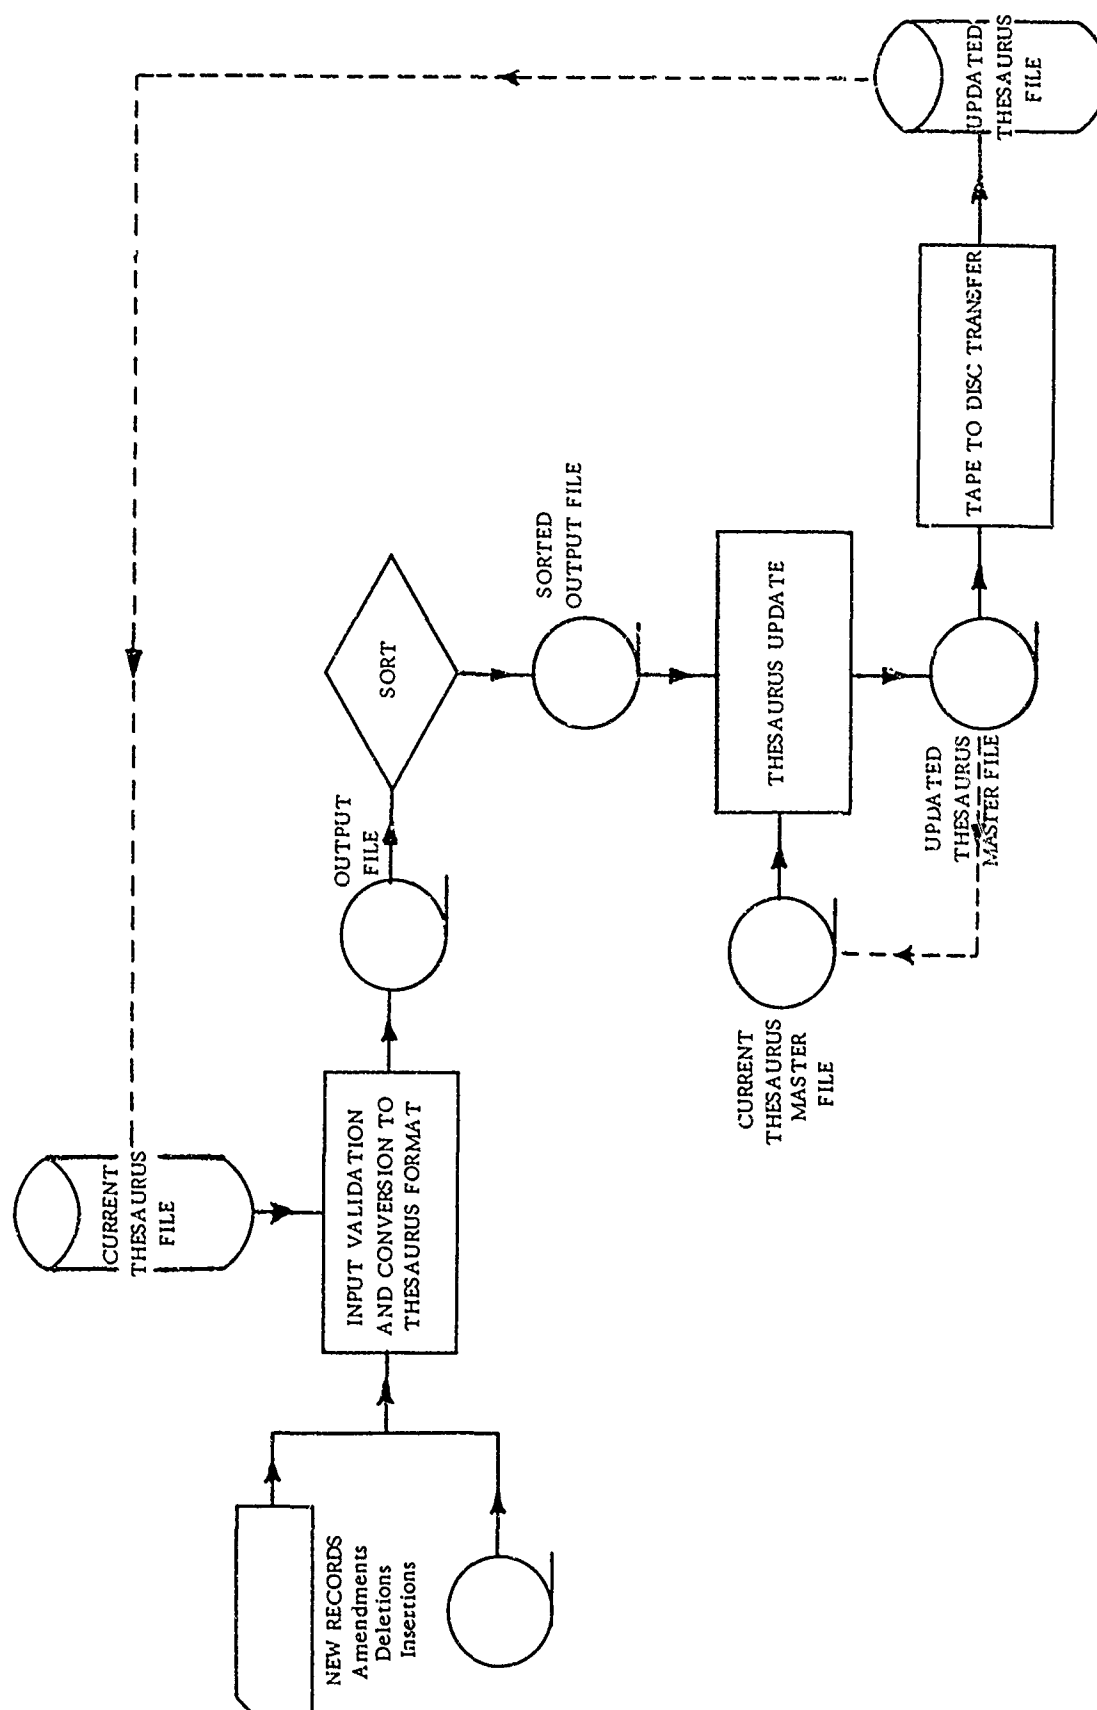 NEW RECORDS
Amendments
Deletions
Insertions
CURRENT
THESAURUS
FILE
INPUT VALIDATION
AND CONVERSION TO
THESAURUS FORMAT
OUTPUT
FILE
SORT
SORTED
OUTPUT FILE
CURRENT
THESAURUS
MASTER
FILE
THESAURUS UPDATE
UPDATED
THESAURUS
MASTER FILE
TAPE TO DISC TRANSFER
UPDATED
THESAURUS
FILE